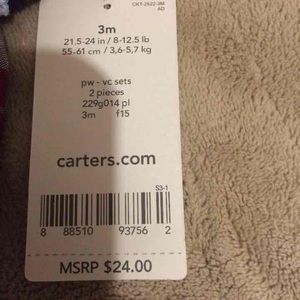 CKT-2522-3M
AD
3m
21.5-24 in / 8-12.5 lb
55-61 cm / 3,6-5,7 kg
pw - vc sets
2 pieces
229g014 pl
3m f15
carters.com
S3-1
8 88510 93756 2
MSRP $24.00